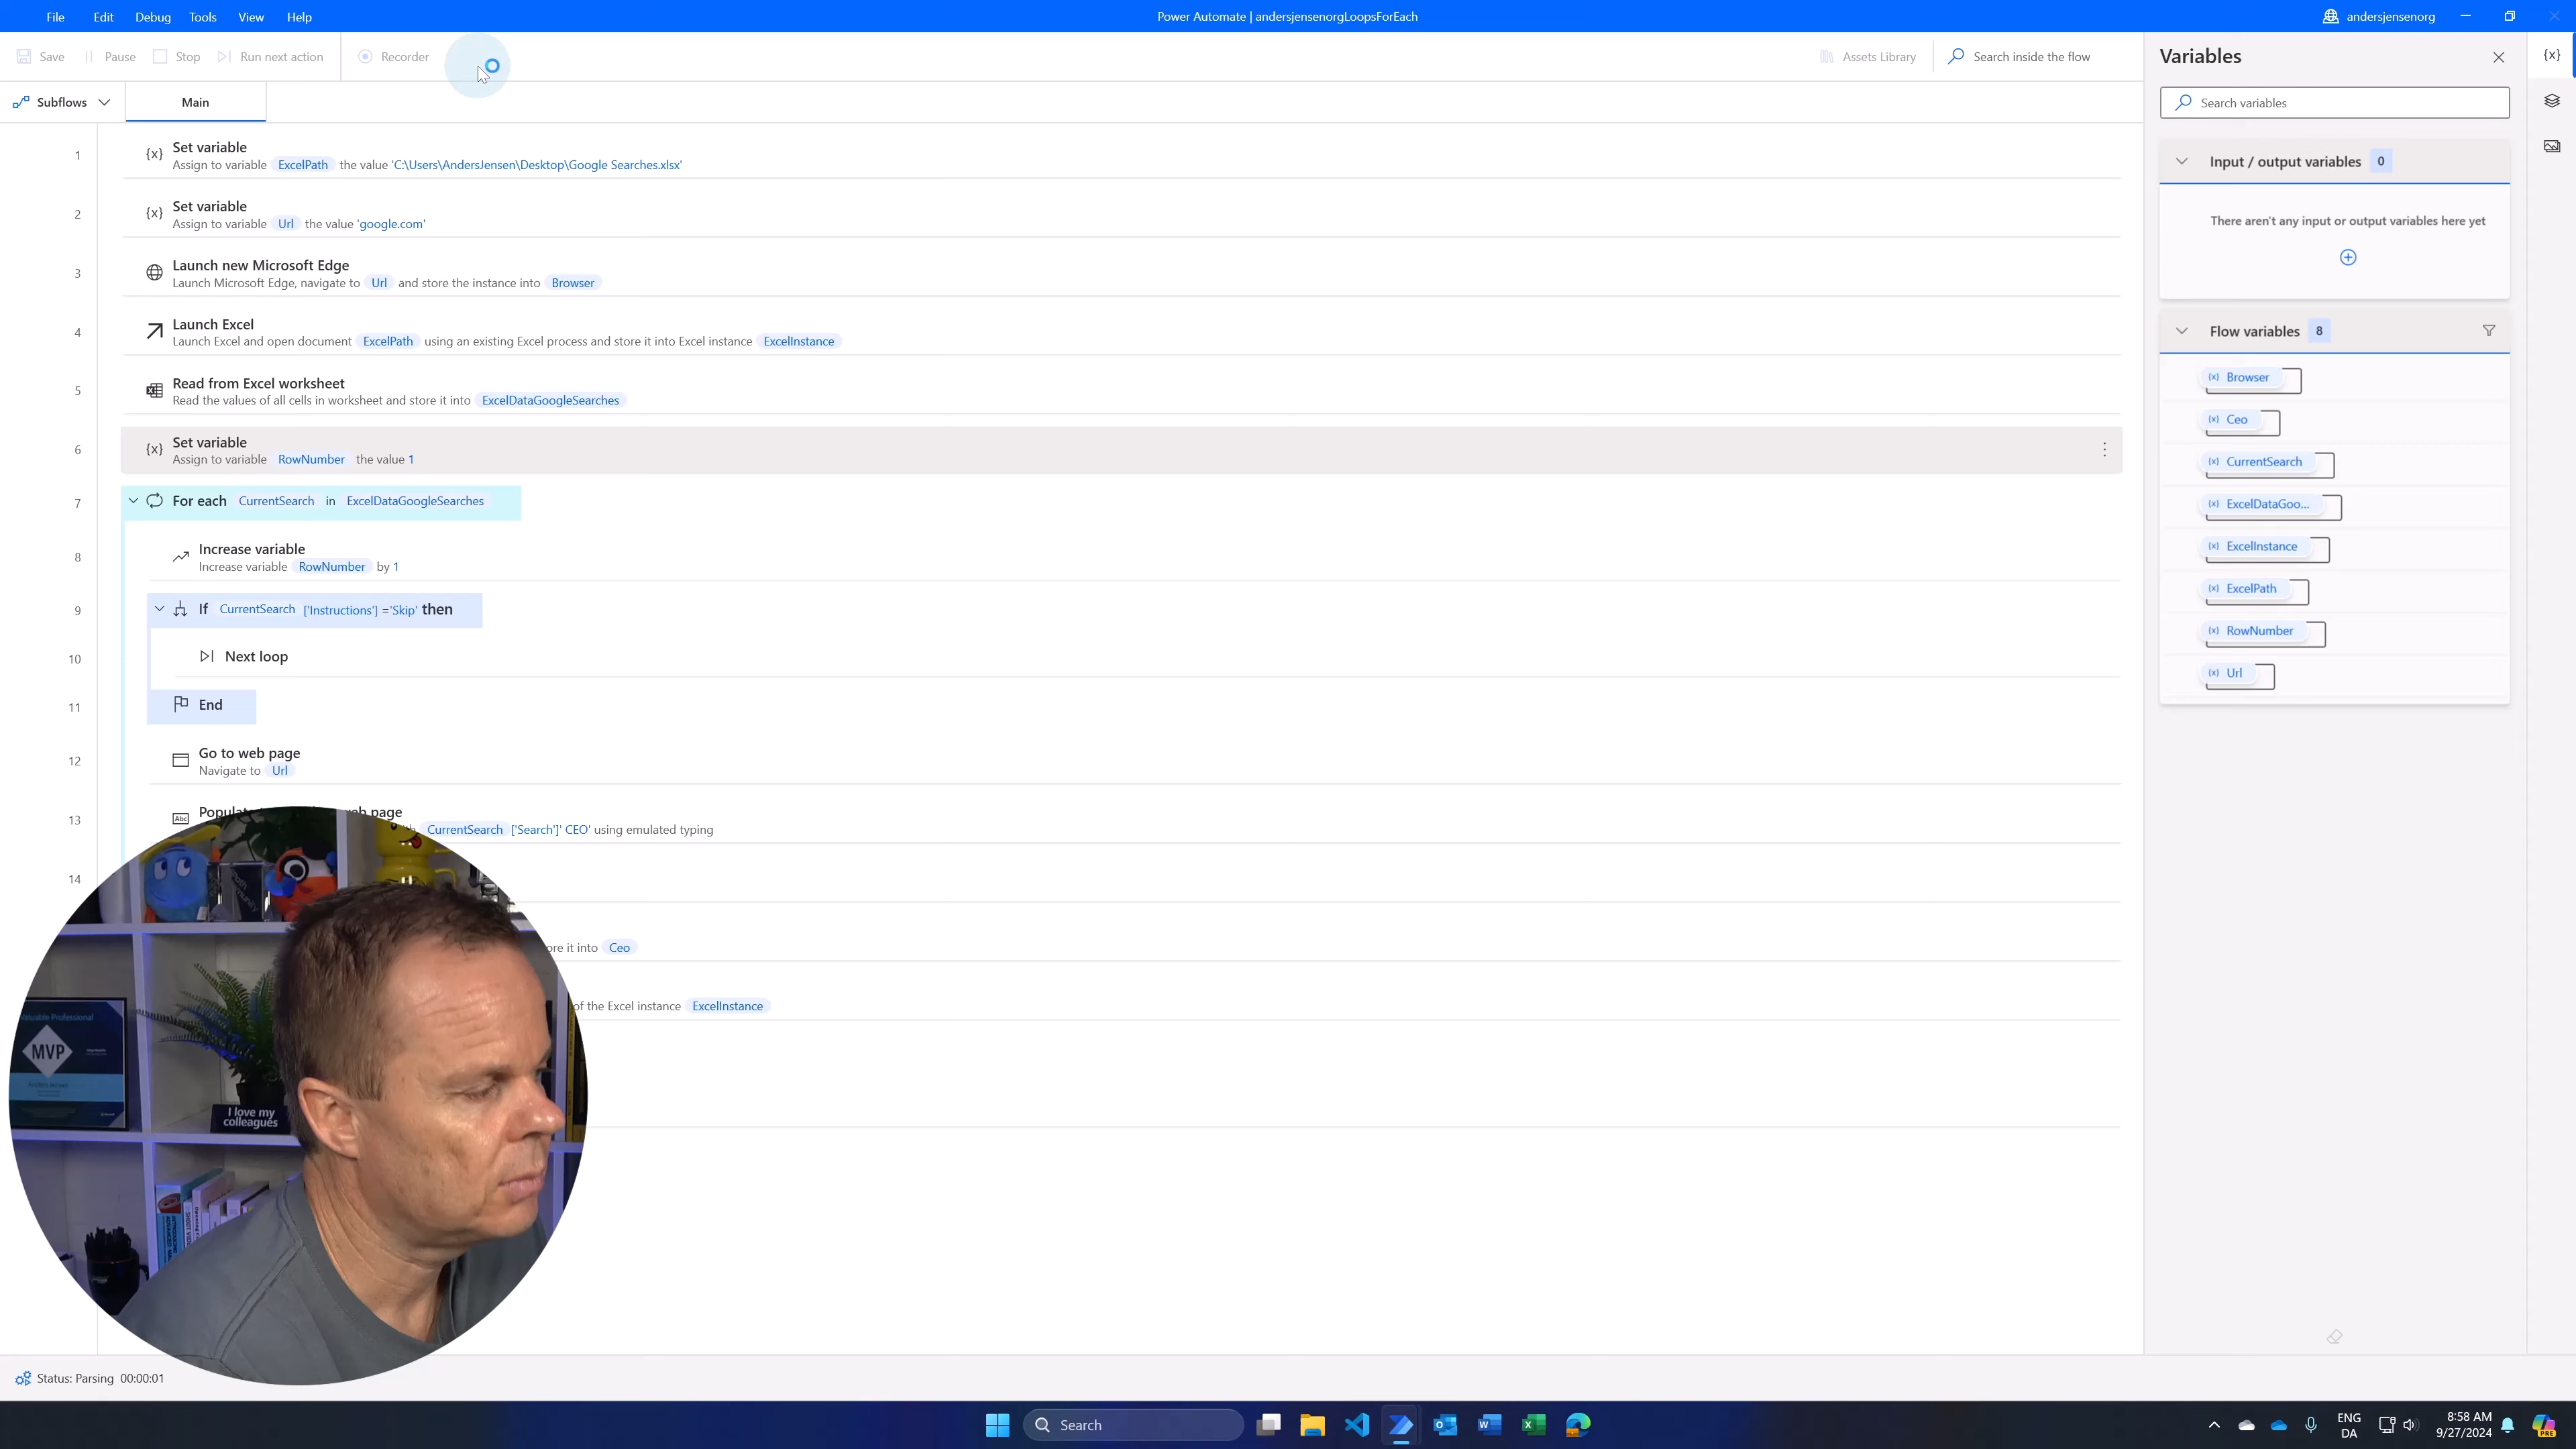 File Edit Debug Tools View Help
Power Automate | andersjensenorgLoopsForEach
andersjensenorg
Save Pause Stop Run next action Recorder
Assets Library Search inside the flow
Subflows Main
1 Set variable
Assign to variable ExcelPath the value 'C:\Users\AndersJensen\Desktop\Google Searches.xlsx'
2 Set variable
Assign to variable Url the value 'google.com'
3 Launch new Microsoft Edge
Launch Microsoft Edge, navigate to Url and store the instance into Browser
4 Launch Excel
Launch Excel and open document ExcelPath using an existing Excel process and store it into Excel instance ExcelInstance
5 Read from Excel worksheet
Read the values of all cells in worksheet and store it into ExcelDataGoogleSearches
6 Set variable
Assign to variable RowNumber the value 1
7 For each CurrentSearch in ExcelDataGoogleSearches
8 Increase variable
Increase variable RowNumber by 1
9 If CurrentSearch ['Instructions'] ='Skip' then
10 Next loop
11 End
12 Go to web page
Navigate to Url
13 page
CurrentSearch ['Search']' CEO' using emulated typing
14
it into Ceo
of the Excel instance ExcelInstance
Valuable Professional
MVP
I love my
colleagues
Status: Parsing 00:00:01
Variables
{x}
Search variables
Input / output variables 0
There aren't any input or output variables here yet
Flow variables 8
{x} Browser
{x} Ceo
{x} CurrentSearch
{x} ExcelDataGoo...
{x} ExcelInstance
{x} ExcelPath
{x} RowNumber
{x} Url
Search
ENG
DA
8:58 AM
9/27/2024
PRE